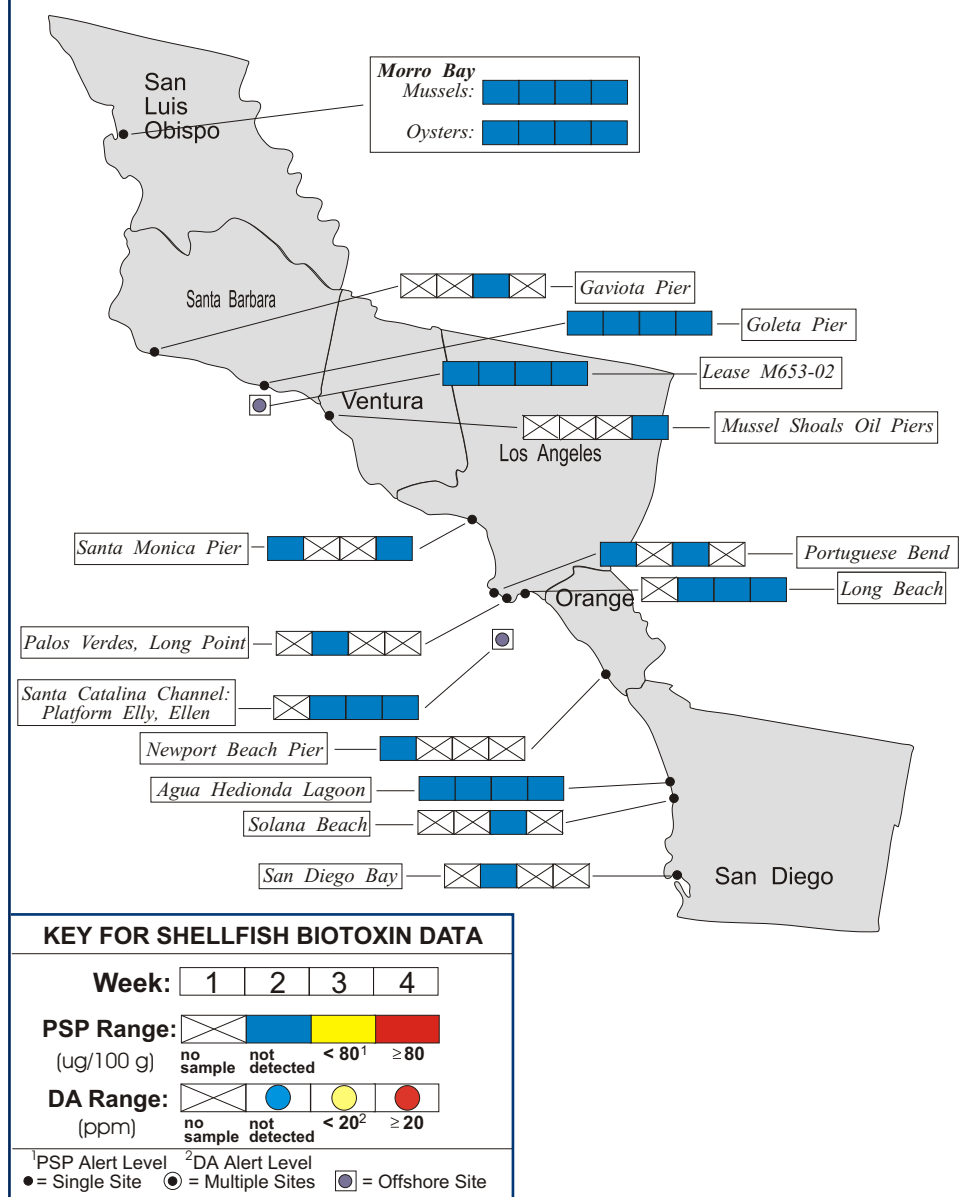 San
Luis
Obispo
Morro Bay
Mussels:
Oysters:
Santa Barbara
Gaviota Pier
Goleta Pier
Lease M653-02
Ventura
Mussel Shoals Oil Piers
Los Angeles
Santa Monica Pier
Portuguese Bend
Long Beach
Orange
Palos Verdes, Long Point
Santa Catalina Channel:
Platform Elly, Ellen
Newport Beach Pier
Agua Hedionda Lagoon
Solana Beach
San Diego Bay
San Diego
KEY FOR SHELLFISH BIOTOXIN DATA
Week: 1 2 3 4
PSP Range:
(ug/100 g)
no sample not detected < 80¹ ≥ 80
DA Range:
(ppm)
no sample not detected < 20² ≥ 20
¹PSP Alert Level ²DA Alert Level
= Single Site = Multiple Sites = Offshore Site